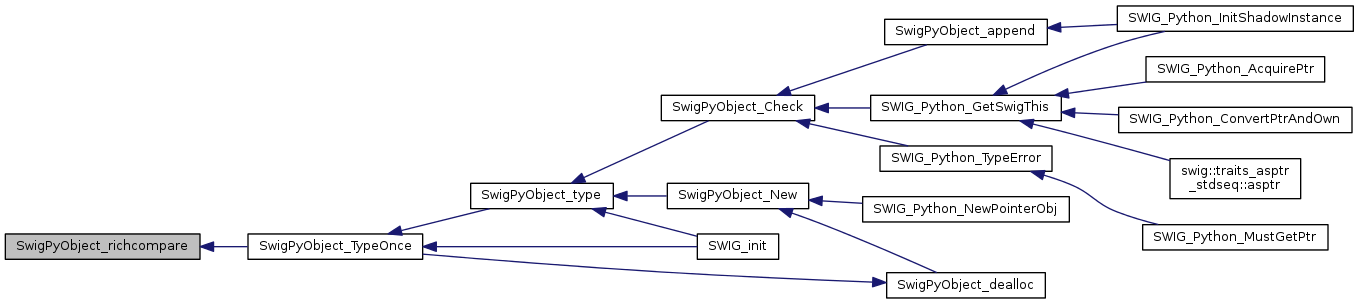 SwigPyObject_append
SWIG_Python_InitShadowInstance
SWIG_Python_AcquirePtr
SwigPyObject_Check
SWIG_Python_GetSwigThis
SWIG_Python_ConvertPtrAndOwn
SWIG_Python_TypeError
swig::traits_asptr
_stdseq::asptr
SwigPyObject_type
SwigPyObject_New
SWIG_Python_NewPointerObj
SWIG_Python_MustGetPtr
SwigPyObject_richcompare
SwigPyObject_TypeOnce
SWIG_init
SwigPyObject_dealloc